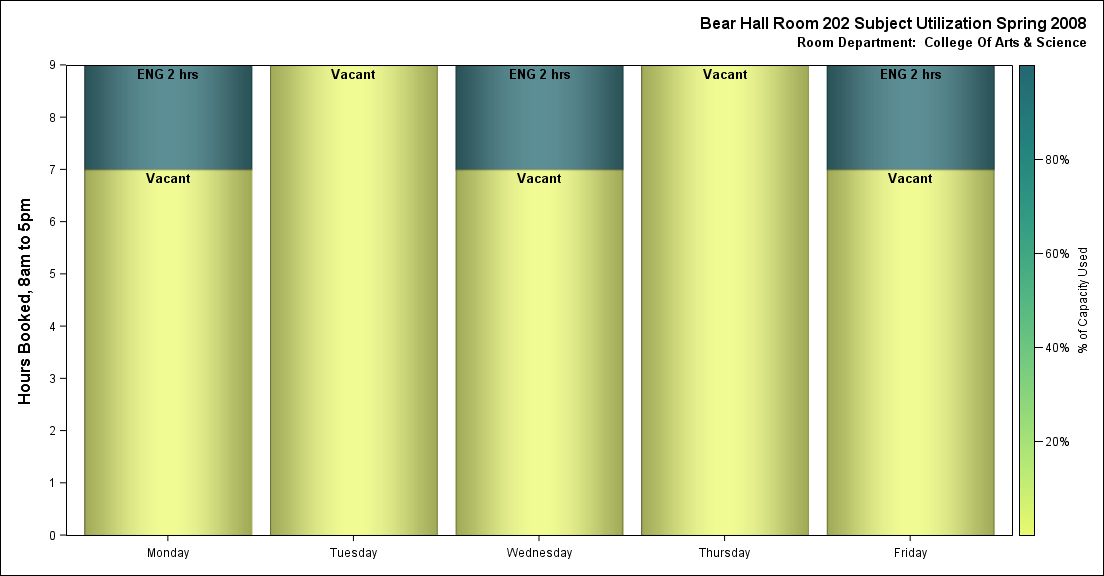 Bear Hall Room 202 Subject Utilization Spring 2008
Room Department:  College Of Arts & Science
Hours Booked, 8am to 5pm
9
8
7
6
5
4
3
2
1
0
ENG 2 hrs
Vacant
Vacant
ENG 2 hrs
Vacant
Vacant
ENG 2 hrs
Vacant
Monday
Tuesday
Wednesday
Thursday
Friday
80%
60%
40%
20%
% of Capacity Used